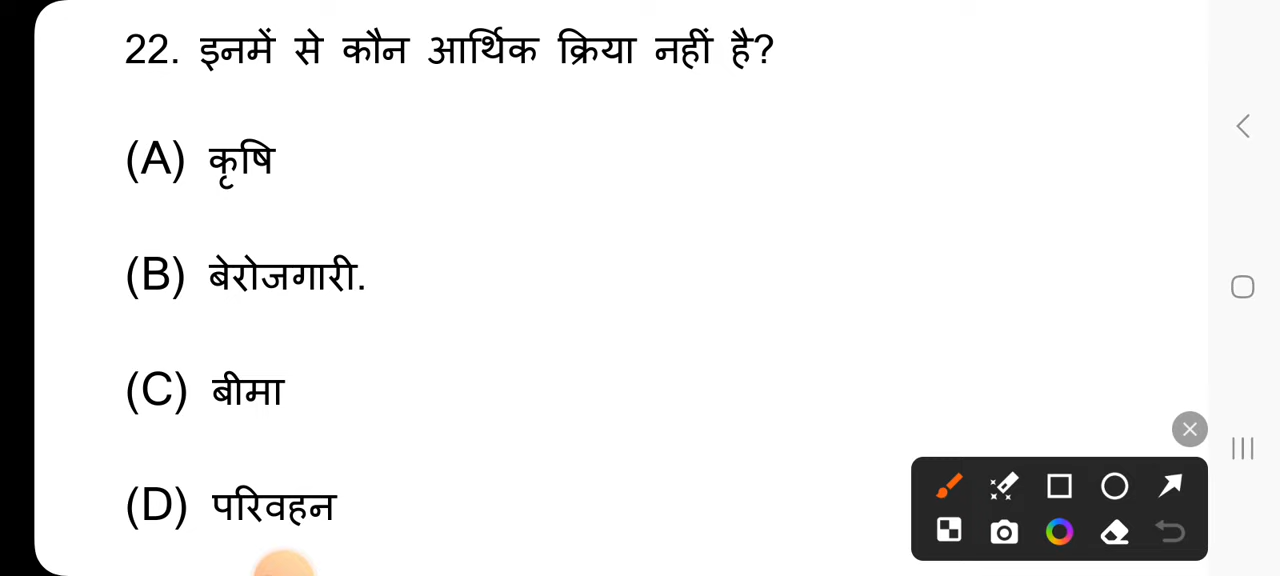 22. इनमें से कौन आर्थिक क्रिया नहीं है?
(A) कृषि
(B) बेरोजगारी.
(C) बीमा
(D) परिवहन